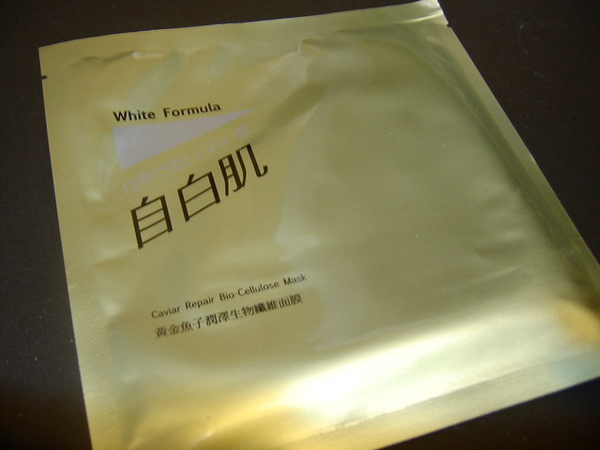 White Formula
自白肌
Caviar Repair Bio-Cellulose Mask
黃金魚子潤澤生物纖維面膜